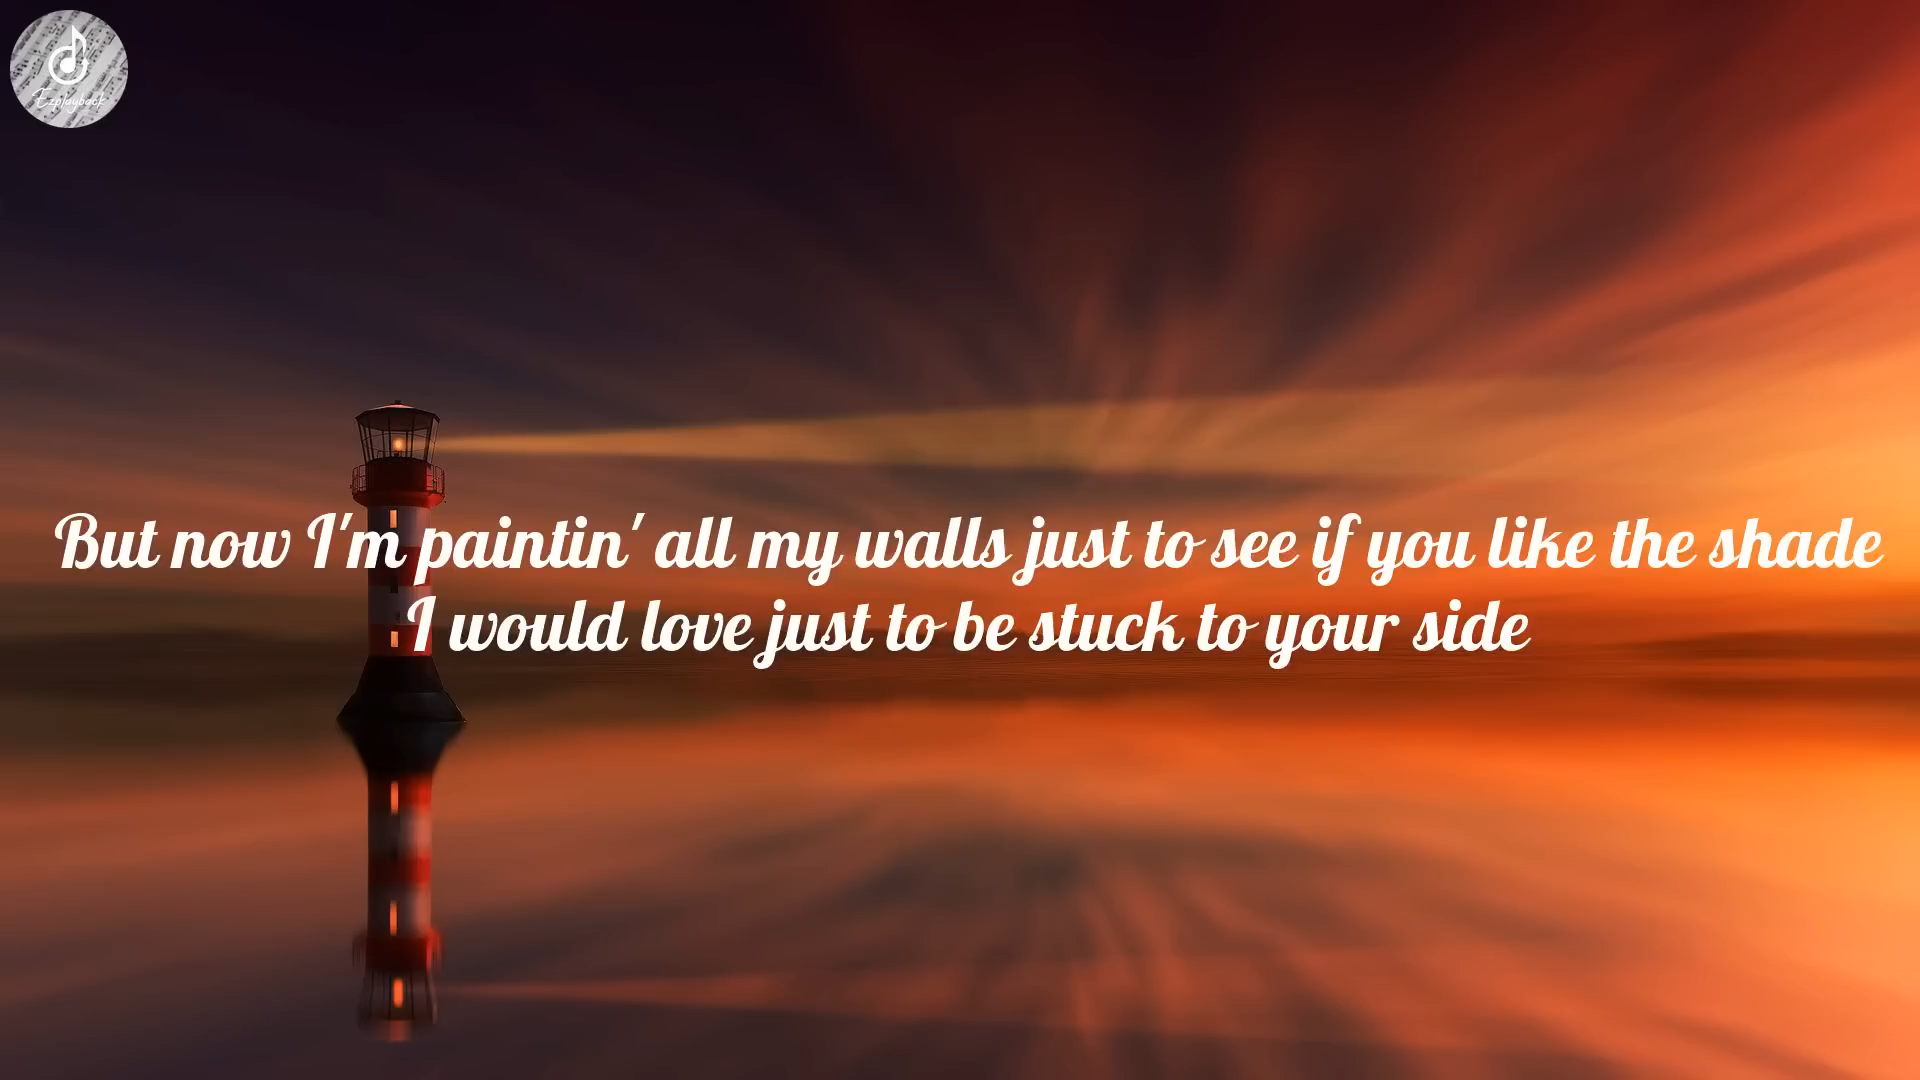 Ezplayback
But now I'm paintin' all my walls just to see if you like the shade
I would love just to be stuck to your side